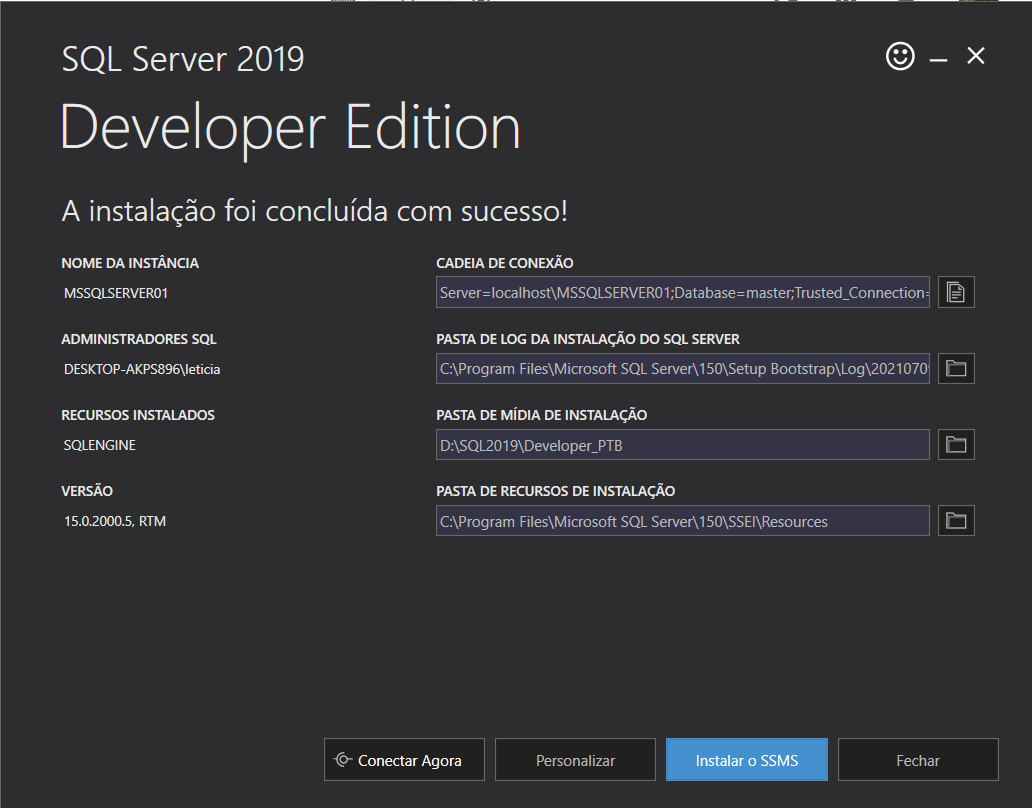 SQL Server 2019
Developer Edition
A instalação foi concluída com sucesso!
NOME DA INSTÂNCIA
MSSQLSERVER01
CADEIA DE CONEXÃO
Server=localhost\MSSQLSERVER01;Database=master;Trusted_Connection=
ADMINISTRADORES SQL
DESKTOP-AKPS896\leticia
PASTA DE LOG DA INSTALAÇÃO DO SQL SERVER
C:\Program Files\Microsoft SQL Server\150\Setup Bootstrap\Log\20210709
RECURSOS INSTALADOS
SQLENGINE
PASTA DE MÍDIA DE INSTALAÇÃO
D:\SQL2019\Developer_PTB
VERSÃO
15.0.2000.5, RTM
PASTA DE RECURSOS DE INSTALAÇÃO
C:\Program Files\Microsoft SQL Server\150\SSEI\Resources
Conectar Agora
Personalizar
Instalar o SSMS
Fechar